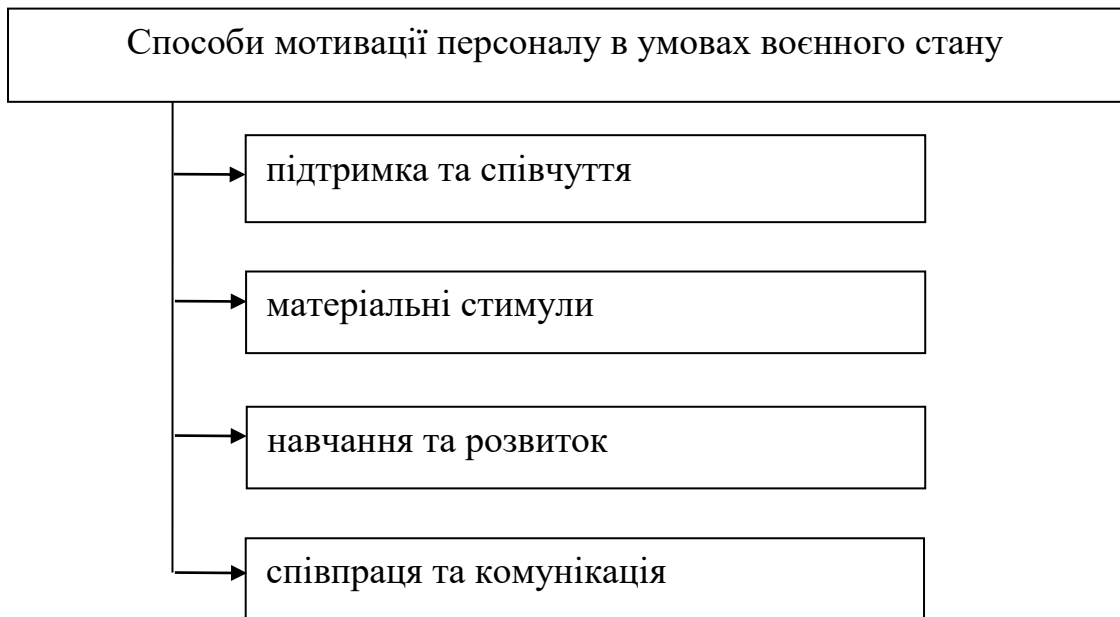 Способи мотивації персоналу в умовах воєнного стану
підтримка та співчуття
матеріальні стимули
навчання та розвиток
співпраця та комунікація